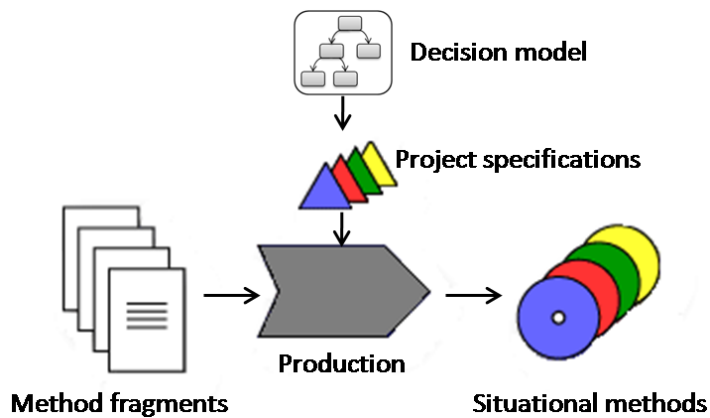 Decision model
Project specifications
Production
Method fragments
Situational methods